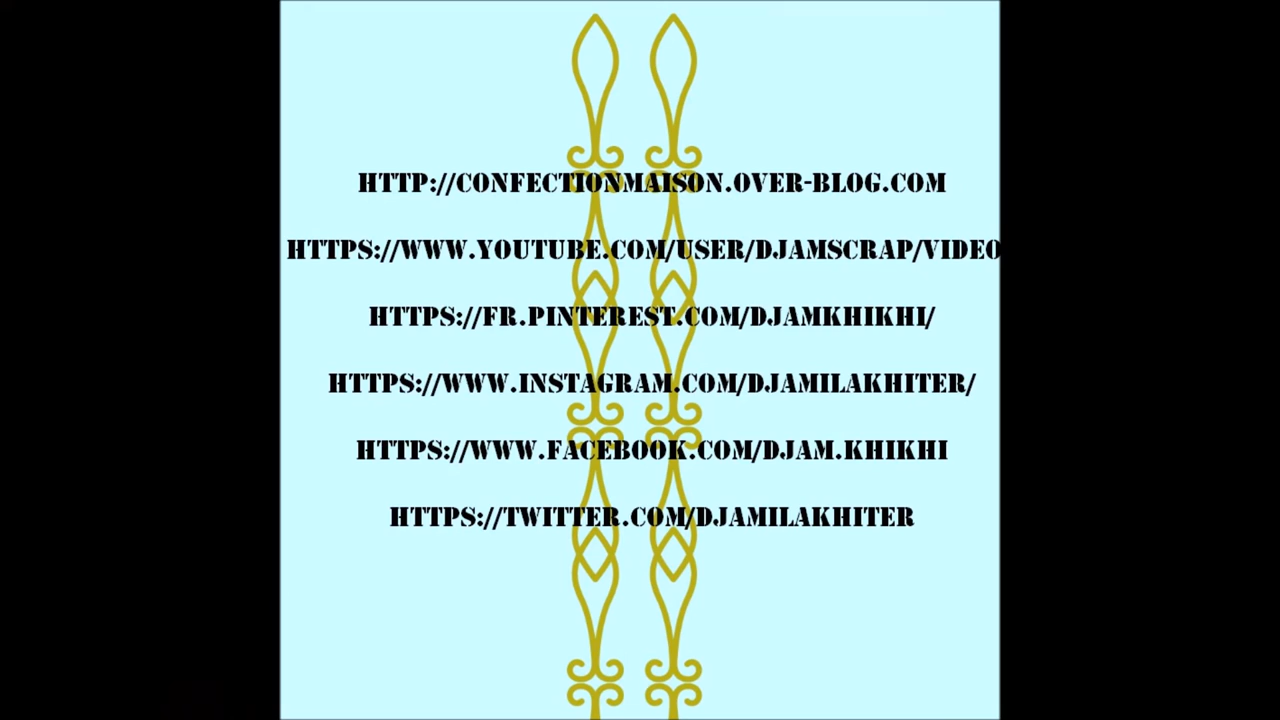 HTTP://CONFECTIONMAISON.OVER-BLOG.COM
HTTPS://WWW.YOUTUBE.COM/USER/DJAMSCRAP/VIDEO
HTTPS://FR.PINTEREST.COM/DJAMKHIKHI/
HTTPS://WWW.INSTAGRAM.COM/DJAMILAKHITER/
HTTPS://WWW.FACEBOOK.COM/DJAM.KHIKHI
HTTPS://TWITTER.COM/DJAMILAKHITER